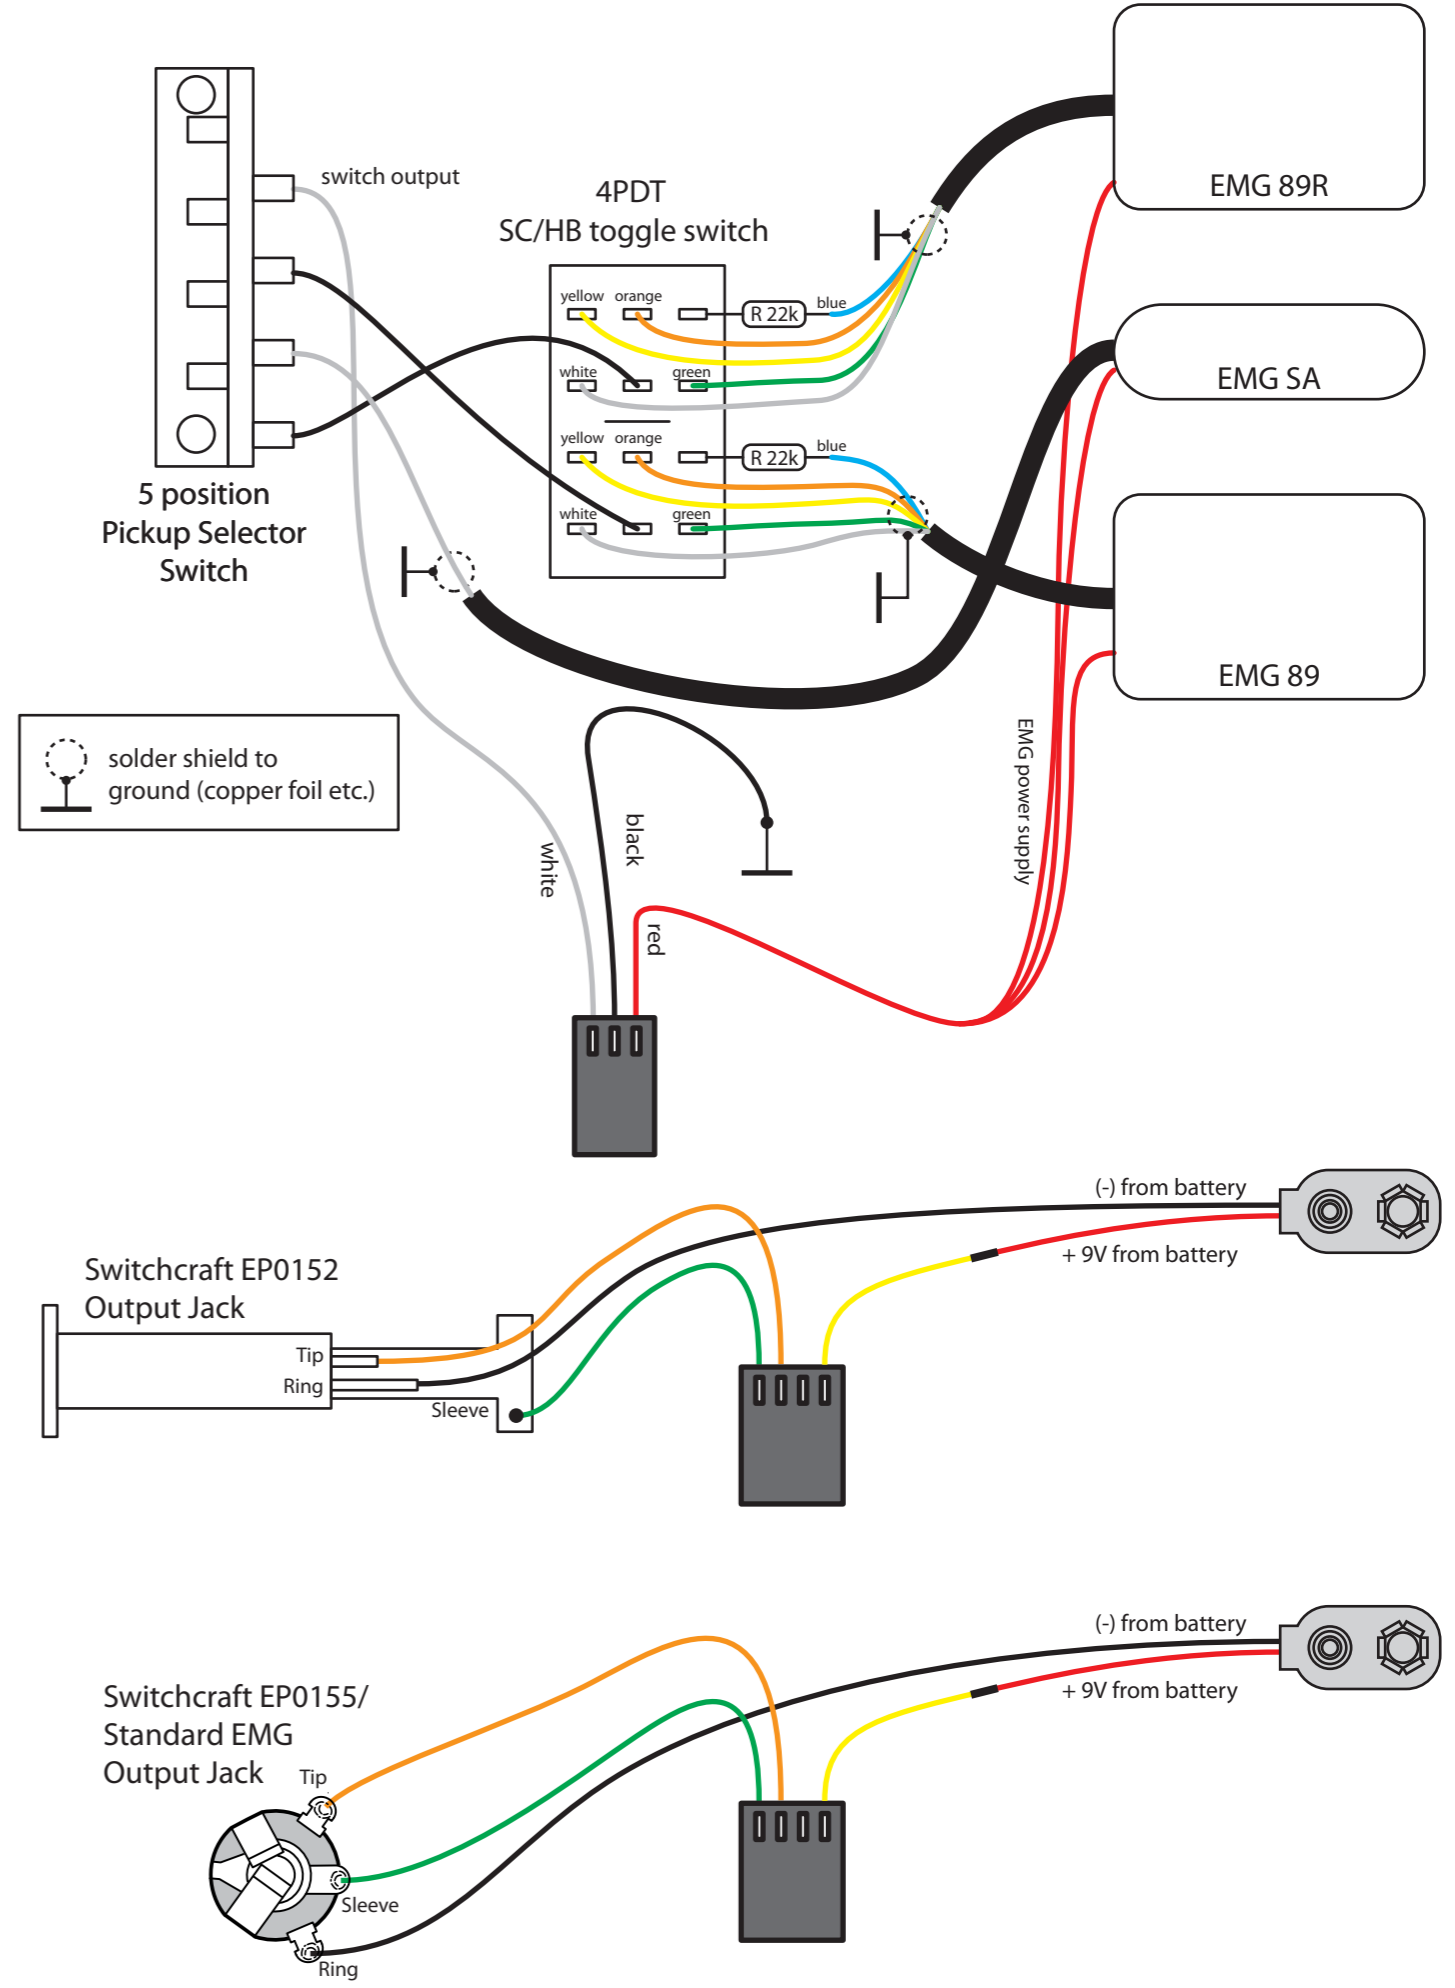 EMG 89R
switch output
4PDT
SC/HB toggle switch
yellow orange
R 22k
blue
white
green
EMG SA
yellow orange
R 22k
blue
white
green
5 position
Pickup Selector
Switch
EMG 89
solder shield to
ground (copper foil etc.)
EMG power supply
black
white
red
(-) from battery
+ 9V from battery
Switchcraft EP0152
Output Jack
Tip
Ring
Sleeve
(-) from battery
+ 9V from battery
Switchcraft EP0155/
Standard EMG
Output Jack
Tip
Sleeve
Ring